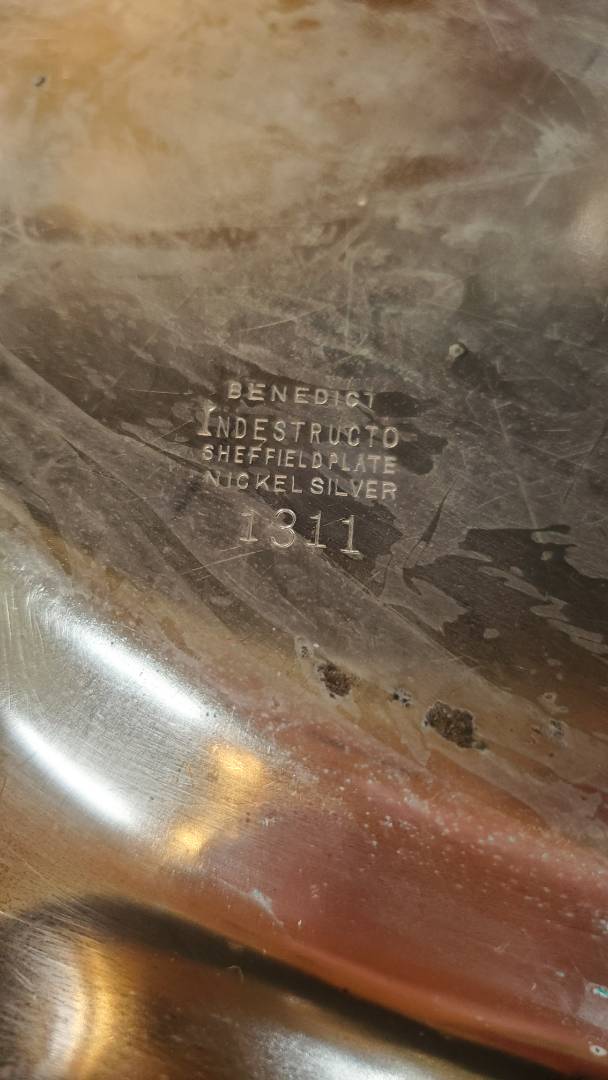 BENEDICT
INDESTRUCTO
SHEFFIELD PLATE
NICKEL SILVER
1311